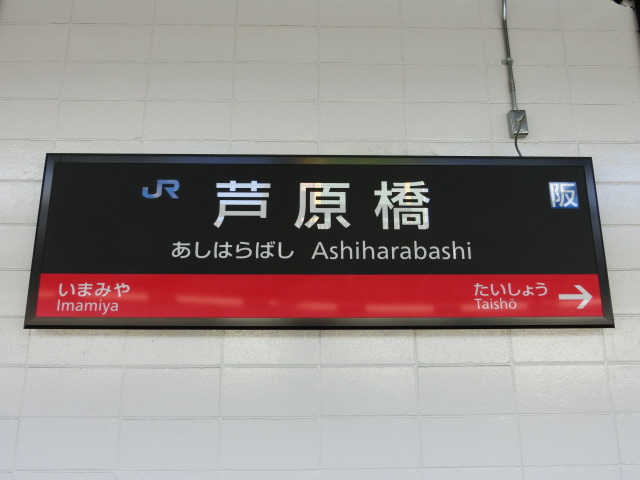 JR 芦原橋 阪
あしはらばし Ashiharabashi
いまみや たいしょう
Imamiya Taishō →